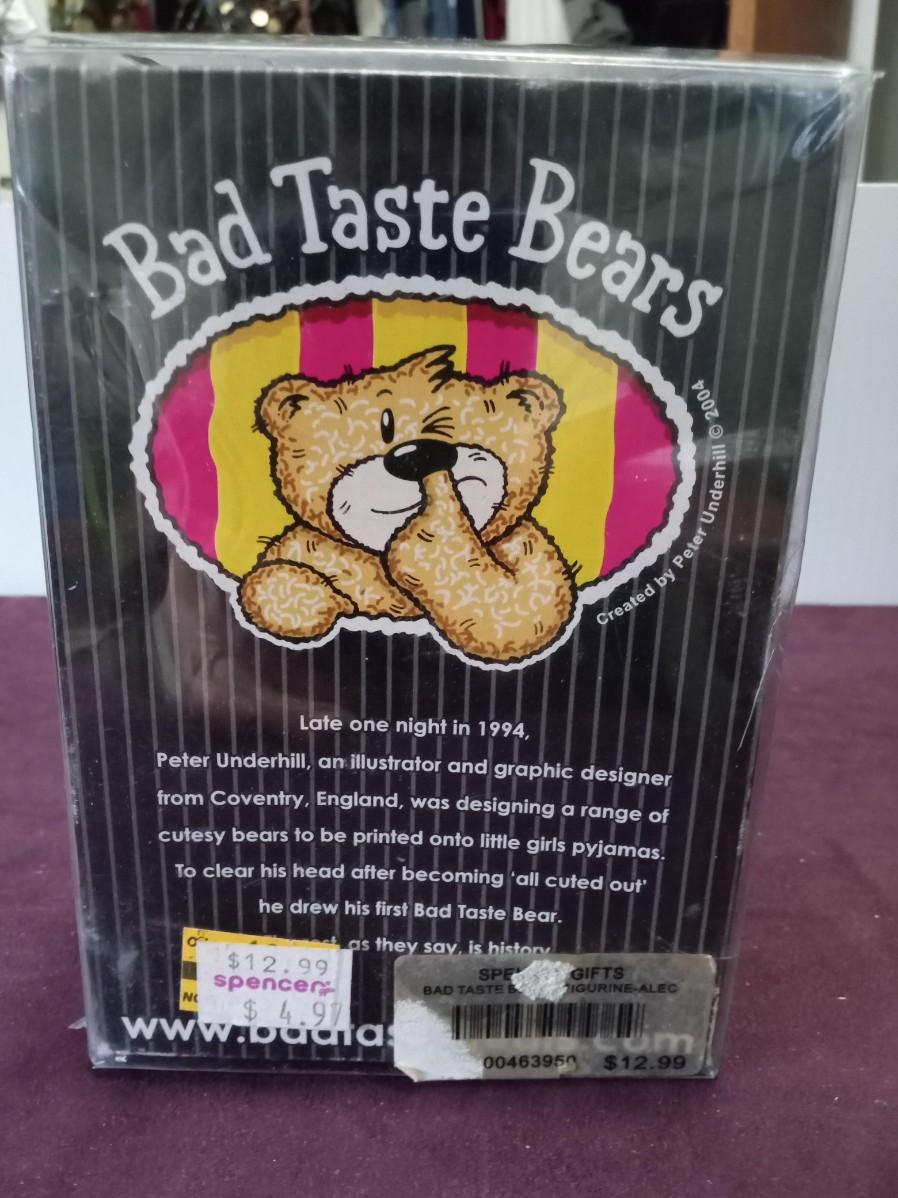 Bad Taste Bears
Created by Peter Underhill © 2004
Late one night in 1994,
Peter Underhill, an illustrator and graphic designer
from Coventry, England, was designing a range of
cutesy bears to be printed onto little girls pyjamas.
To clear his head after becoming 'all cuted out'
he drew his first Bad Taste Bear.
as they say, is history
$12.99
spencer
$ 4.97
GIFTS
BAD TASTE FIGURINE-ALEC
00463950 $12.99
www.